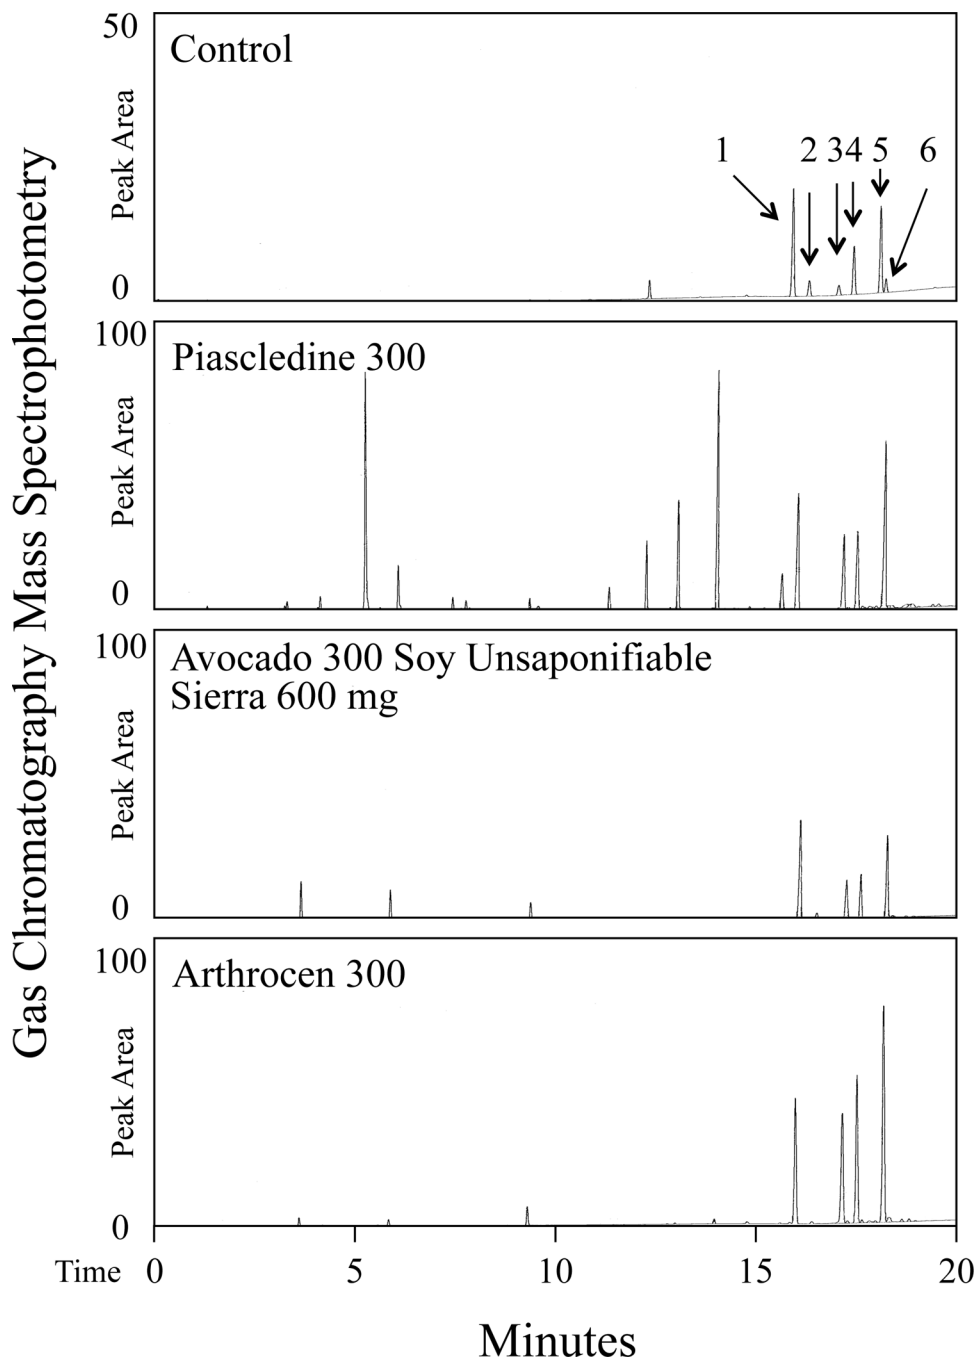 Gas Chromatography Mass Spectrophotometry
50
Control
Peak Area
1 2 3 4 5 6
0
100
Piascledine 300
Peak Area
0
100
Avocado 300 Soy Unsaponifiable
Sierra 600 mg
Peak Area
0
100
Arthrocen 300
Peak Area
0
Time 0 5 10 15 20
Minutes